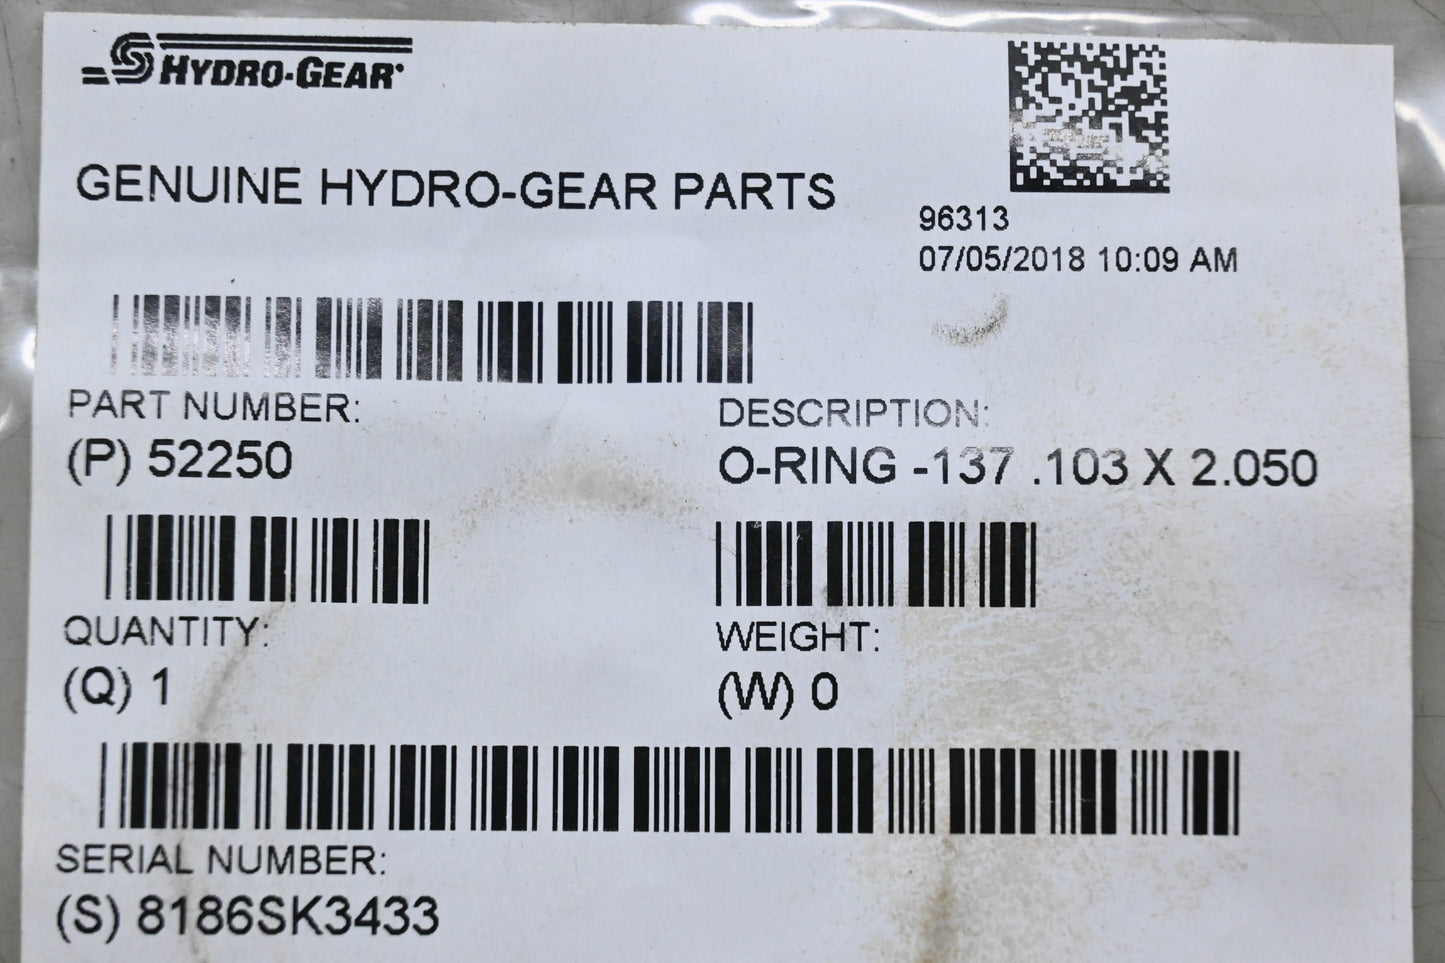 HYDRO-GEAR
GENUINE HYDRO-GEAR PARTS
96313
07/05/2018 10:09 AM
PART NUMBER:
(P) 52250
DESCRIPTION:
O-RING -137 .103 X 2.050
QUANTITY:
(Q) 1
WEIGHT:
(W) 0
SERIAL NUMBER:
(S) 8186SK3433